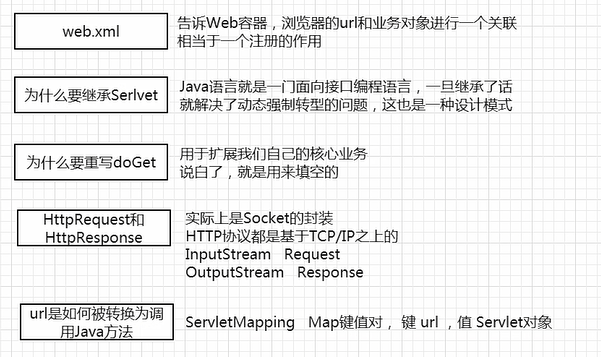 web.xml
告诉Web容器，浏览器的url和业务对象进行一个关联
相当于一个注册的作用
为什么要继承Serlvet
Java语言就是一门面向接口编程语言，一旦继承了话
就解决了动态强制转型的问题，这也是一种设计模式
为什么要重写doGet
用于扩展我们自己的核心业务
说白了，就是用来填空的
HttpRequest和
HttpResponse
实际上是Socket的封装
HTTP协议都是基于TCP/IP之上的
InputStream Request
OutputStream Response
url是如何被转换为调
用Java方法
ServletMapping Map键值对， 键 url ，值 Servlet对象